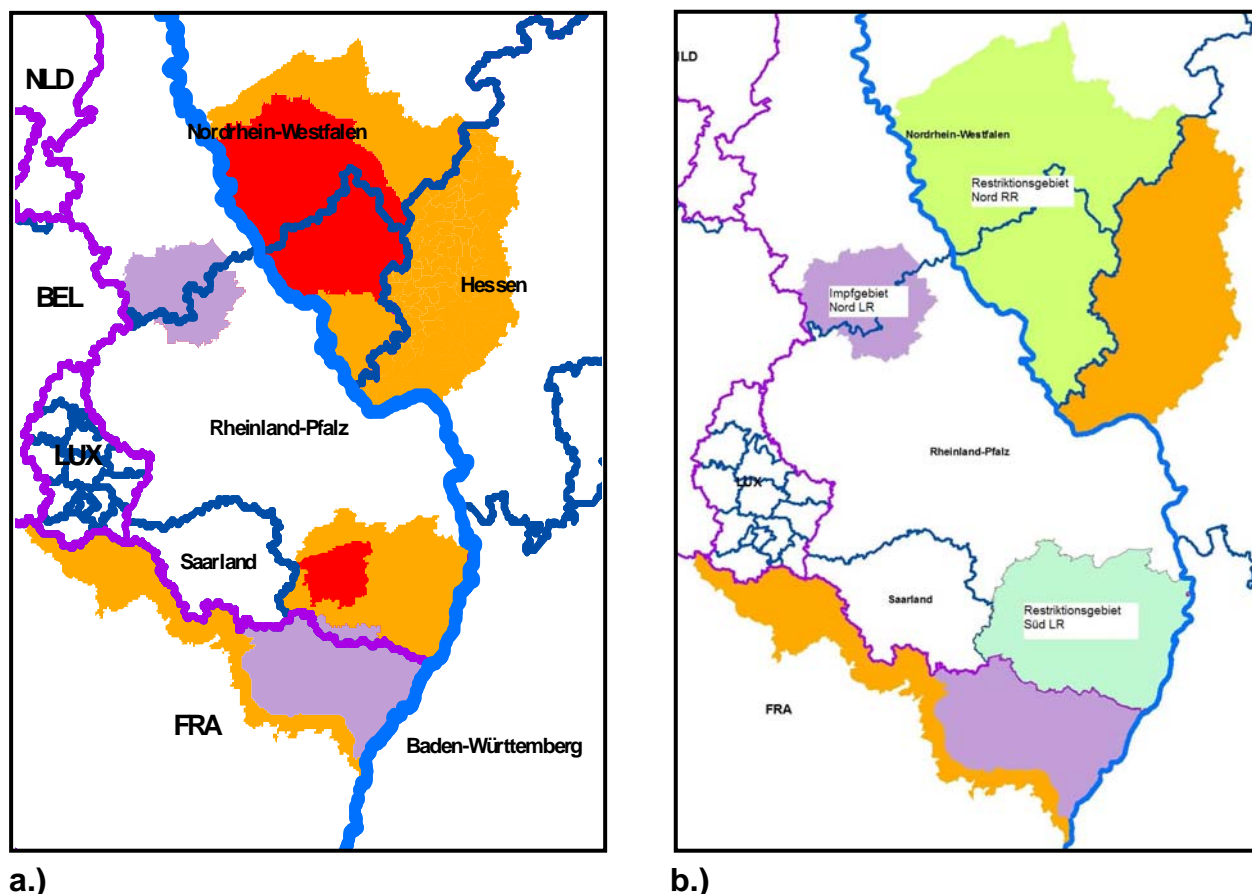 NLD
Nordrhein-Westfalen
Hessen
BEL
Rheinland-Pfalz
LUX
Saarland
FRA
Baden-Württemberg
a.)
Nordrhein-Westfalen
Restriktionsgebiet
Nord RR
Impfgebiet
Nord LR
Rheinland-Pfalz
LUX
Saarland
Restriktionsgebiet
Süd LR
FRA
b.)